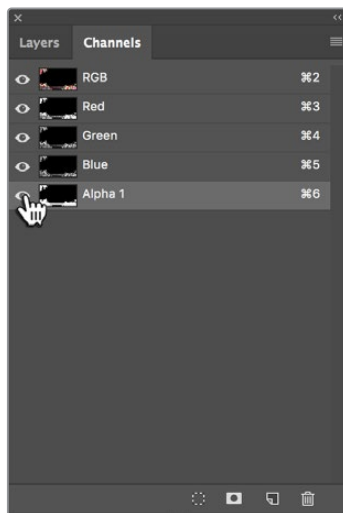 Layers Channels
RGB ⌘2
Red ⌘3
Green ⌘4
Blue ⌘5
Alpha 1 ⌘6